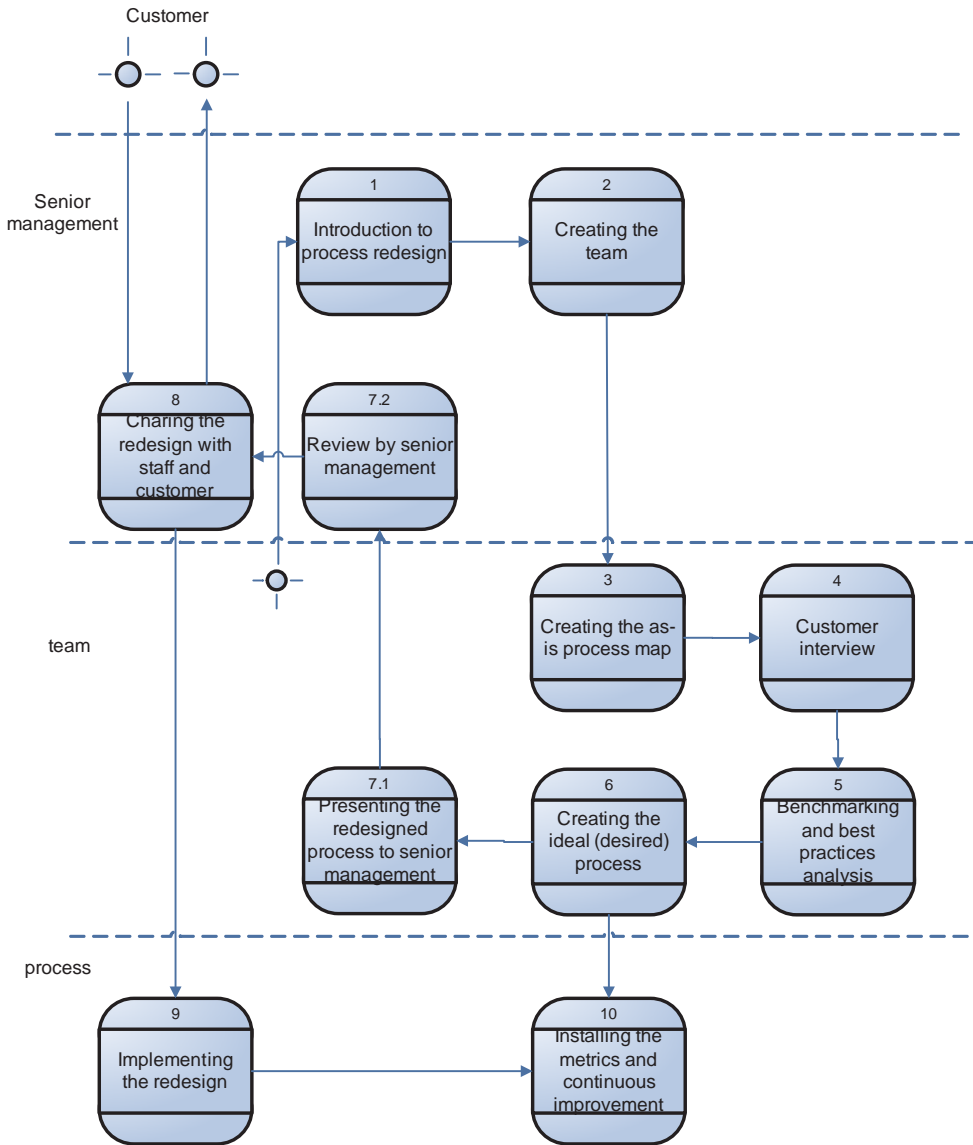 Customer
Senior
management
1
Introduction to
process redesign
2
Creating the
team
8
Charing the
redesign with
staff and
customer
7.2
Review by senior
management
team
3
Creating the as-
is process map
4
Customer
interview
7.1
Presenting the
redesigned
process to senior
management
6
Creating the
ideal (desired)
process
5
Benchmarking
and best
practices
analysis
process
9
Implementing
the redesign
10
Installing the
metrics and
continuous
improvement